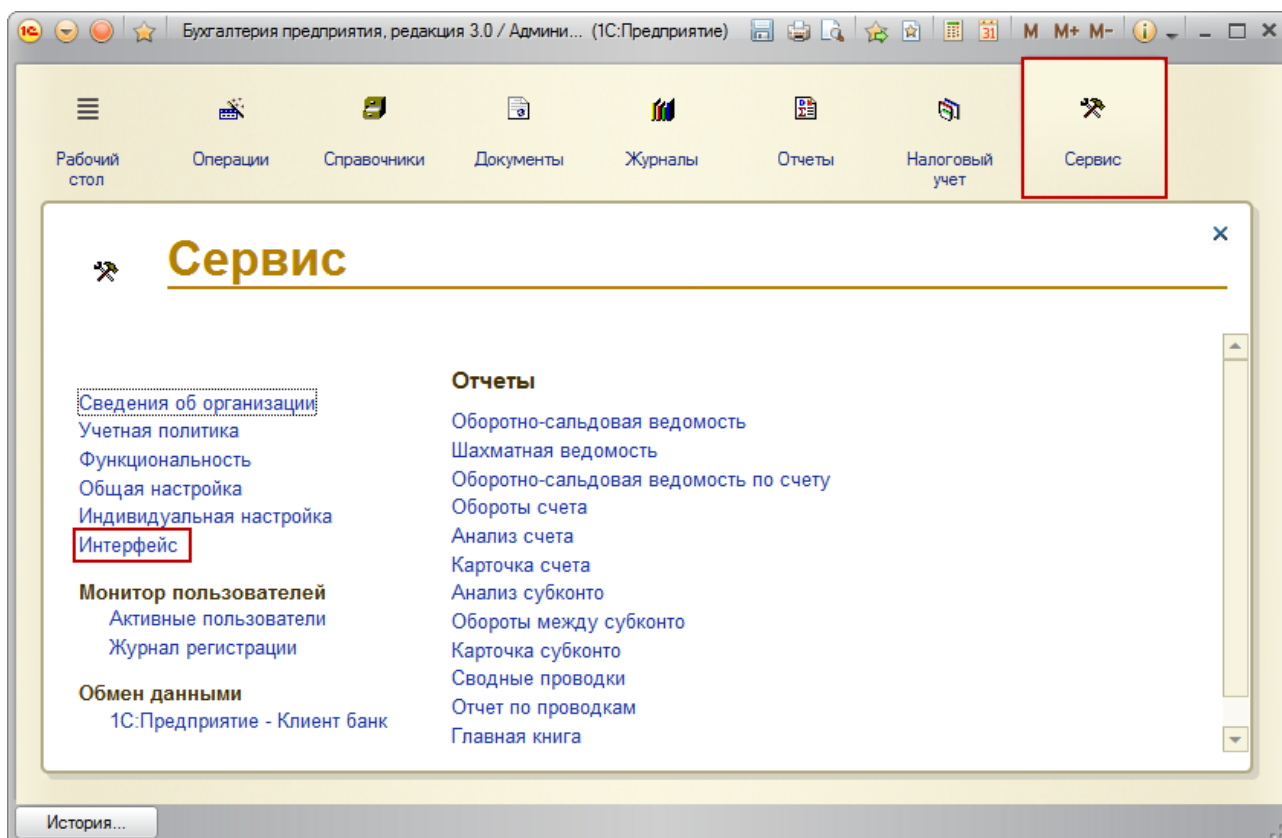 1С Бухгалтерия предприятия, редакция 3.0 / Админи... (1С:Предприятие) 31 M M+ M-
Рабочий стол
Операции
Справочники
Документы
Журналы
Отчеты
Налоговый учет
Сервис
Сервис
Сведения об организации
Учетная политика
Функциональность
Общая настройка
Индивидуальная настройка
Интерфейс
Монитор пользователей
Активные пользователи
Журнал регистрации
Обмен данными
1С:Предприятие - Клиент банк
Отчеты
Оборотно-сальдовая ведомость
Шахматная ведомость
Оборотно-сальдовая ведомость по счету
Обороты счета
Анализ счета
Карточка счета
Анализ субконто
Обороты между субконто
Карточка субконто
Сводные проводки
Отчет по проводкам
Главная книга
История...